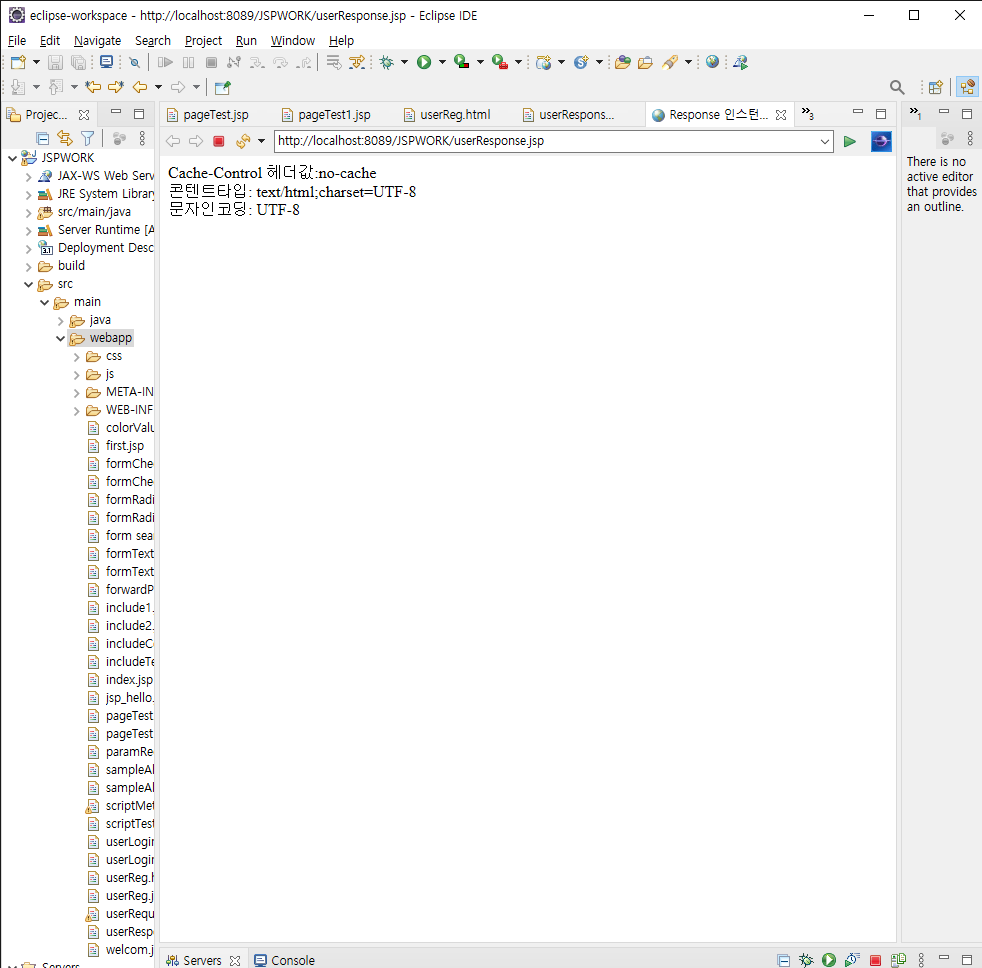 eclipse-workspace - http://localhost:8089/JSPWORK/userResponse.jsp - Eclipse IDE
File Edit Navigate Search Project Run Window Help
Projec...
pageTest.jsp
pageTest1.jsp
userReg.html
userRespons...
Response 인스턴...
3
1
http://localhost:8089/JSPWORK/userResponse.jsp
Cache-Control 헤더값:no-cache
콘텐트타입: text/html;charset=UTF-8
문자인코딩: UTF-8
There is no
active editor
that provides
an outline.
JSPWORK
JAX-WS Web Serv
JRE System Library
src/main/java
Server Runtime [A
3.1 Deployment Desc
build
src
main
java
webapp
css
js
META-IN
WEB-INF
colorValu
first.jsp
formChe
formChe
formRadi
formRadi
form sea
formText
formText
forwardP
include1.
include2.
includeCo
includeTe
index.jsp
jsp_hello.
pageTest
pageTest
paramRe
sampleAl
sampleAl
scriptMet
scriptTest
userLogin
userLogin
userReg.h
userReg.j
userRequ
userRespo
welcom.j
Servers
Servers
Console